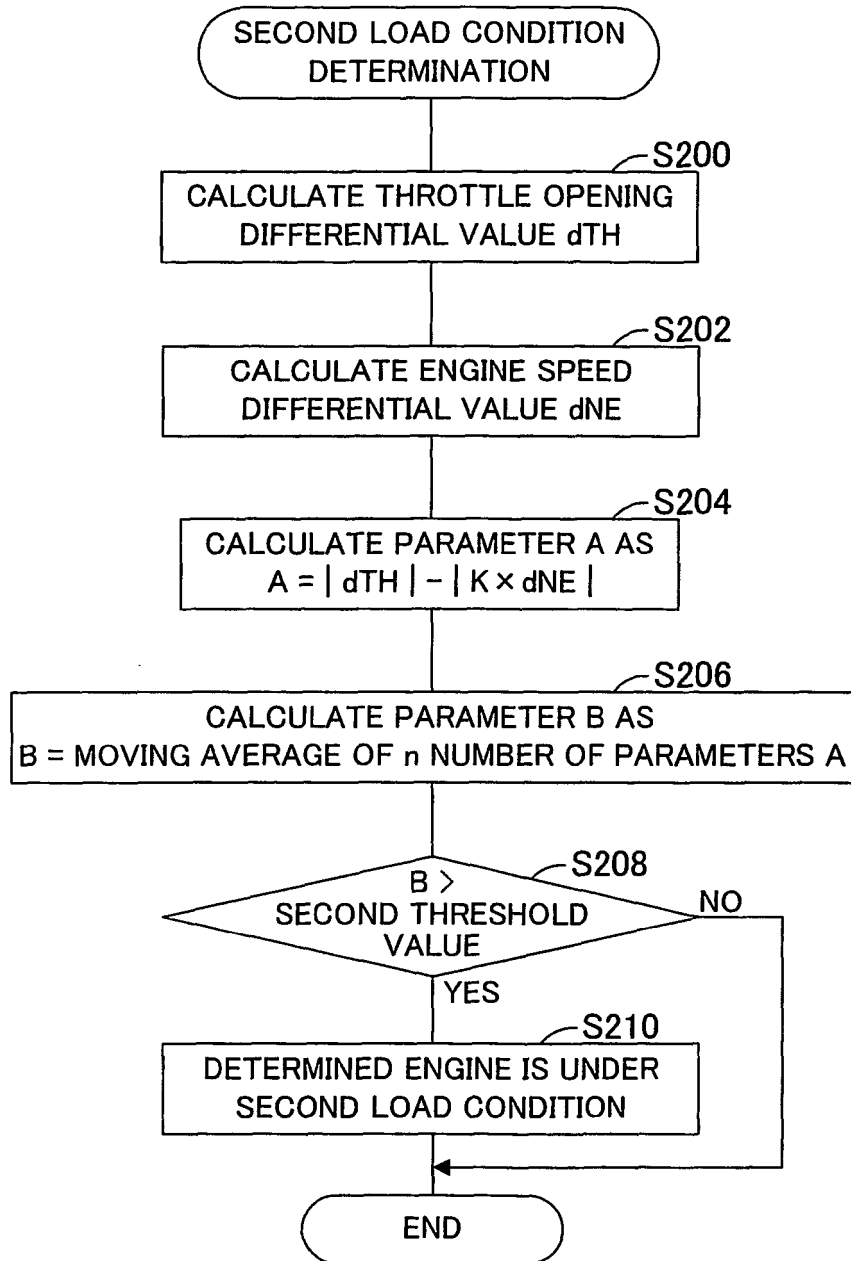 SECOND LOAD CONDITION
DETERMINATION
S200
CALCULATE THROTTLE OPENING
DIFFERENTIAL VALUE dTH
S202
CALCULATE ENGINE SPEED
DIFFERENTIAL VALUE dNE
S204
CALCULATE PARAMETER A AS
A = | dTH | − | K × dNE |
S206
CALCULATE PARAMETER B AS
B = MOVING AVERAGE OF n NUMBER OF PARAMETERS A
S208
B >
SECOND THRESHOLD
VALUE
NO
YES
S210
DETERMINED ENGINE IS UNDER
SECOND LOAD CONDITION
END